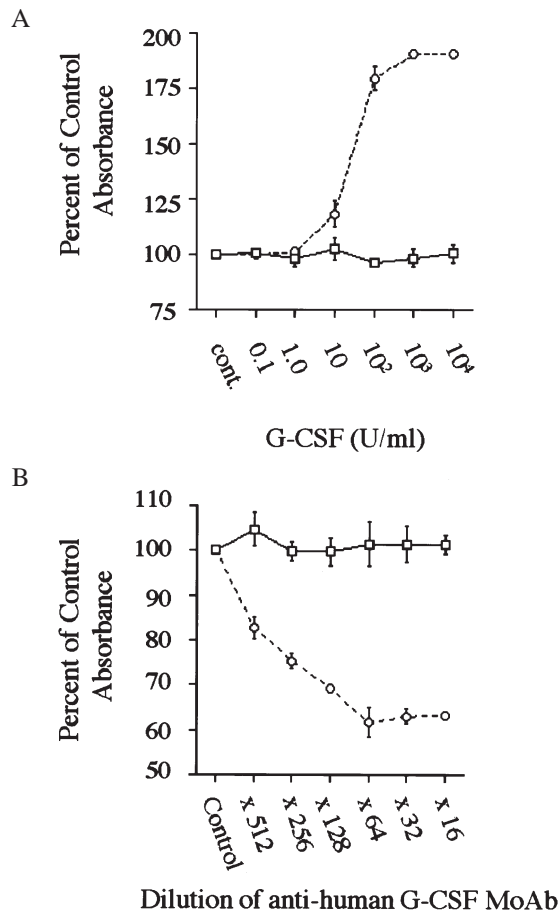 A
Percent of Control
Absorbance
200
175
150
125
100
75
cont.
0.1
1.0
10
10²
10³
10⁴
G-CSF (U/ml)
B
Percent of Control
Absorbance
110
100
90
80
70
60
50
Control
x 512
x 256
x 128
x 64
x 32
x 16
Dilution of anti-human G-CSF MoAb